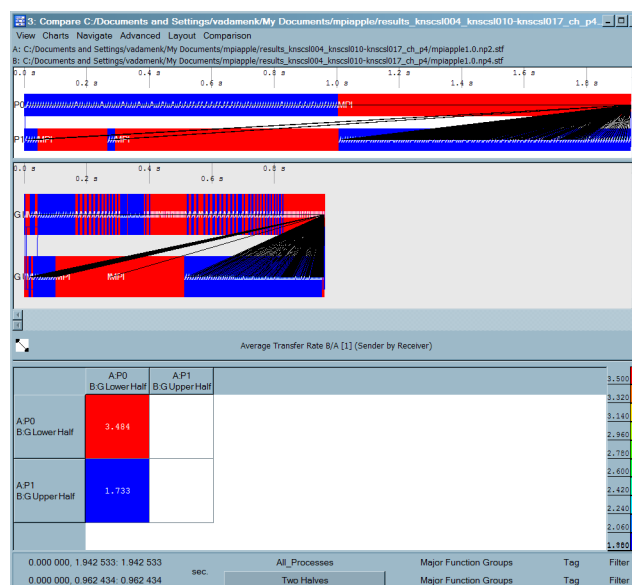 3: Compare C:/Documents and Settings/vadamenk/My Documents/mpiapple/results_knscsl004_knscsl010-knscsl017_ch_p4_
View Charts Navigate Advanced Layout Comparison
A: C:/Documents and Settings/vadamenk/My Documents/mpiapple/results_knscsl004_knscsl010-knscsl017_ch_p4/mpiapple1.0.np2.stf
B: C:/Documents and Settings/vadamenk/My Documents/mpiapple/results_knscsl004_knscsl010-knscsl017_ch_p4/mpiapple1.0.np4.stf
0.0 s 0.4 s 0.8 s 1.2 s 1.6 s
0.2 s 0.6 s 1.0 s 1.4 s 1.8 s
P0 MPI
P1 MPI MPI
0.0 s 0.4 s 0.8 s
0.2 s 0.6 s
G
G MPI MPI
Average Transfer Rate B/A [1] (Sender by Receiver)
A:P0 A:P1
B:G Lower Half B:G Upper Half
A:P0
B:G Lower Half 3.484
A:P1
B:G Upper Half 1.733
3.500
3.320
3.140
2.960
2.780
2.600
2.420
2.240
2.060
0.000 000, 1.942 533: 1.942 533 sec. All_Processes Major Function Groups Tag Filter
0.000 000, 0.962 434: 0.962 434 Two Halves Major Function Groups Tag Filter